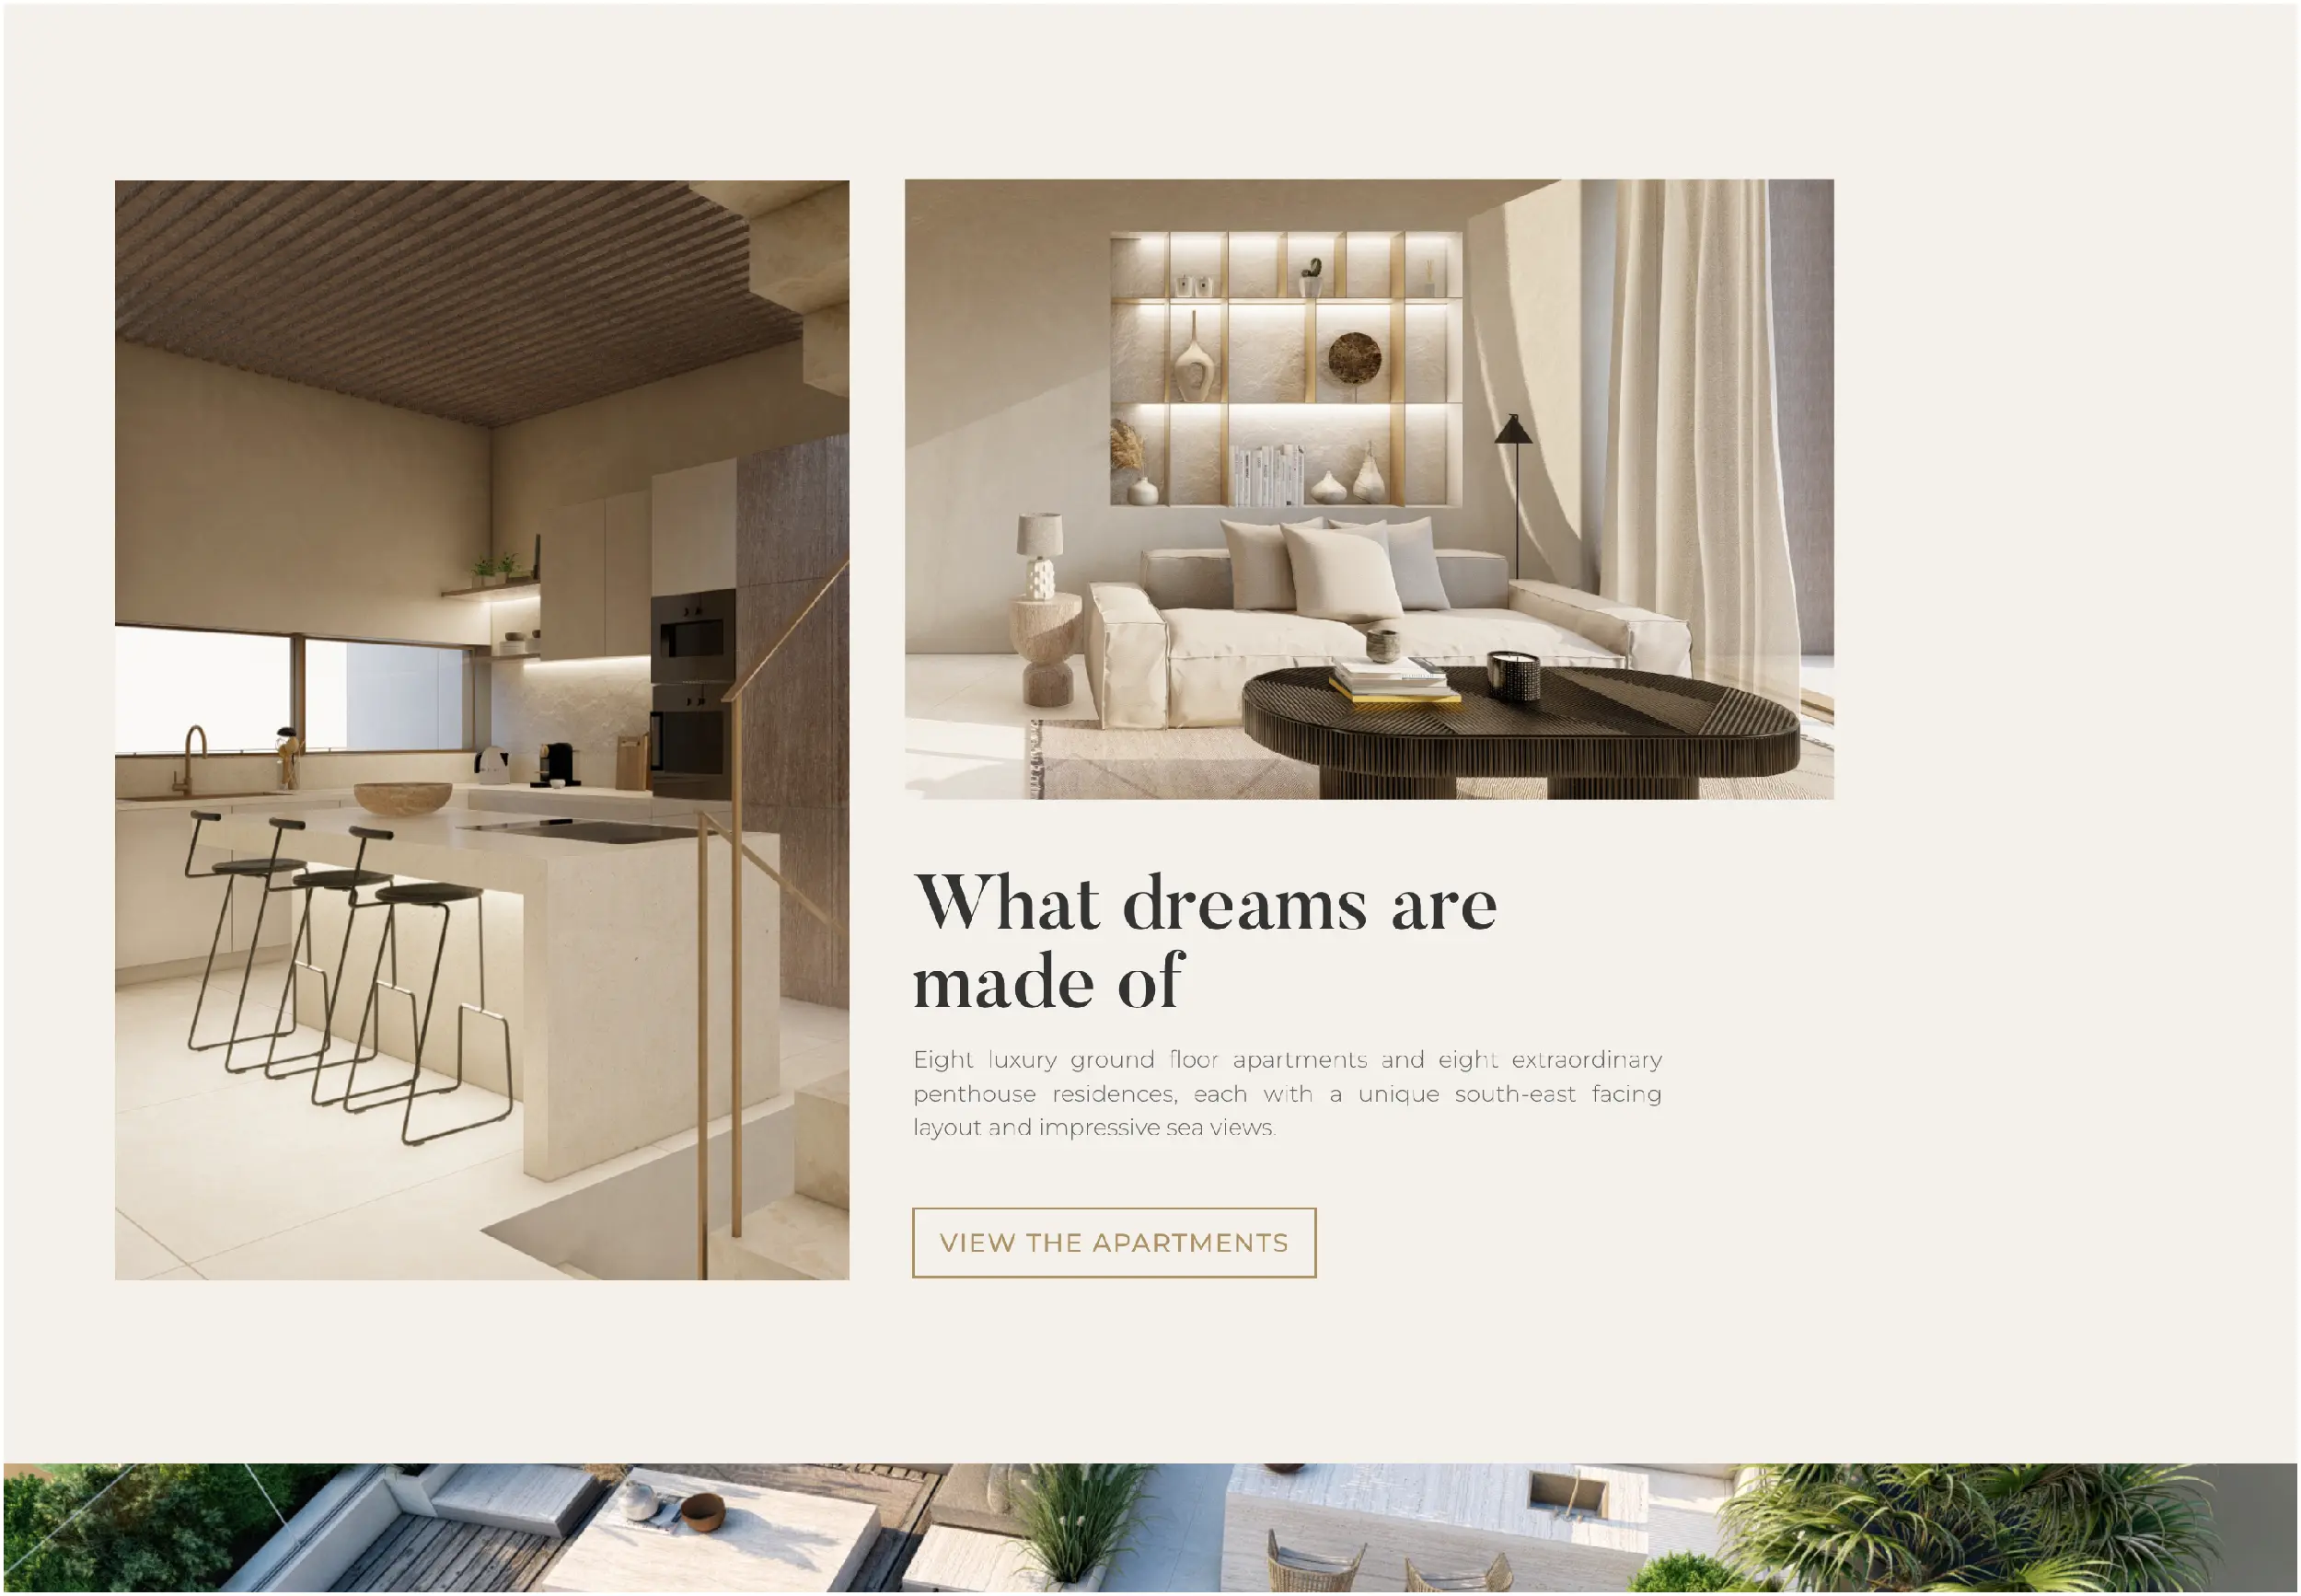 What dreams are
made of
Eight luxury ground floor apartments and eight extraordinary
penthouse residences, each with a unique south-east facing
layout and impressive sea views.
VIEW THE APARTMENTS